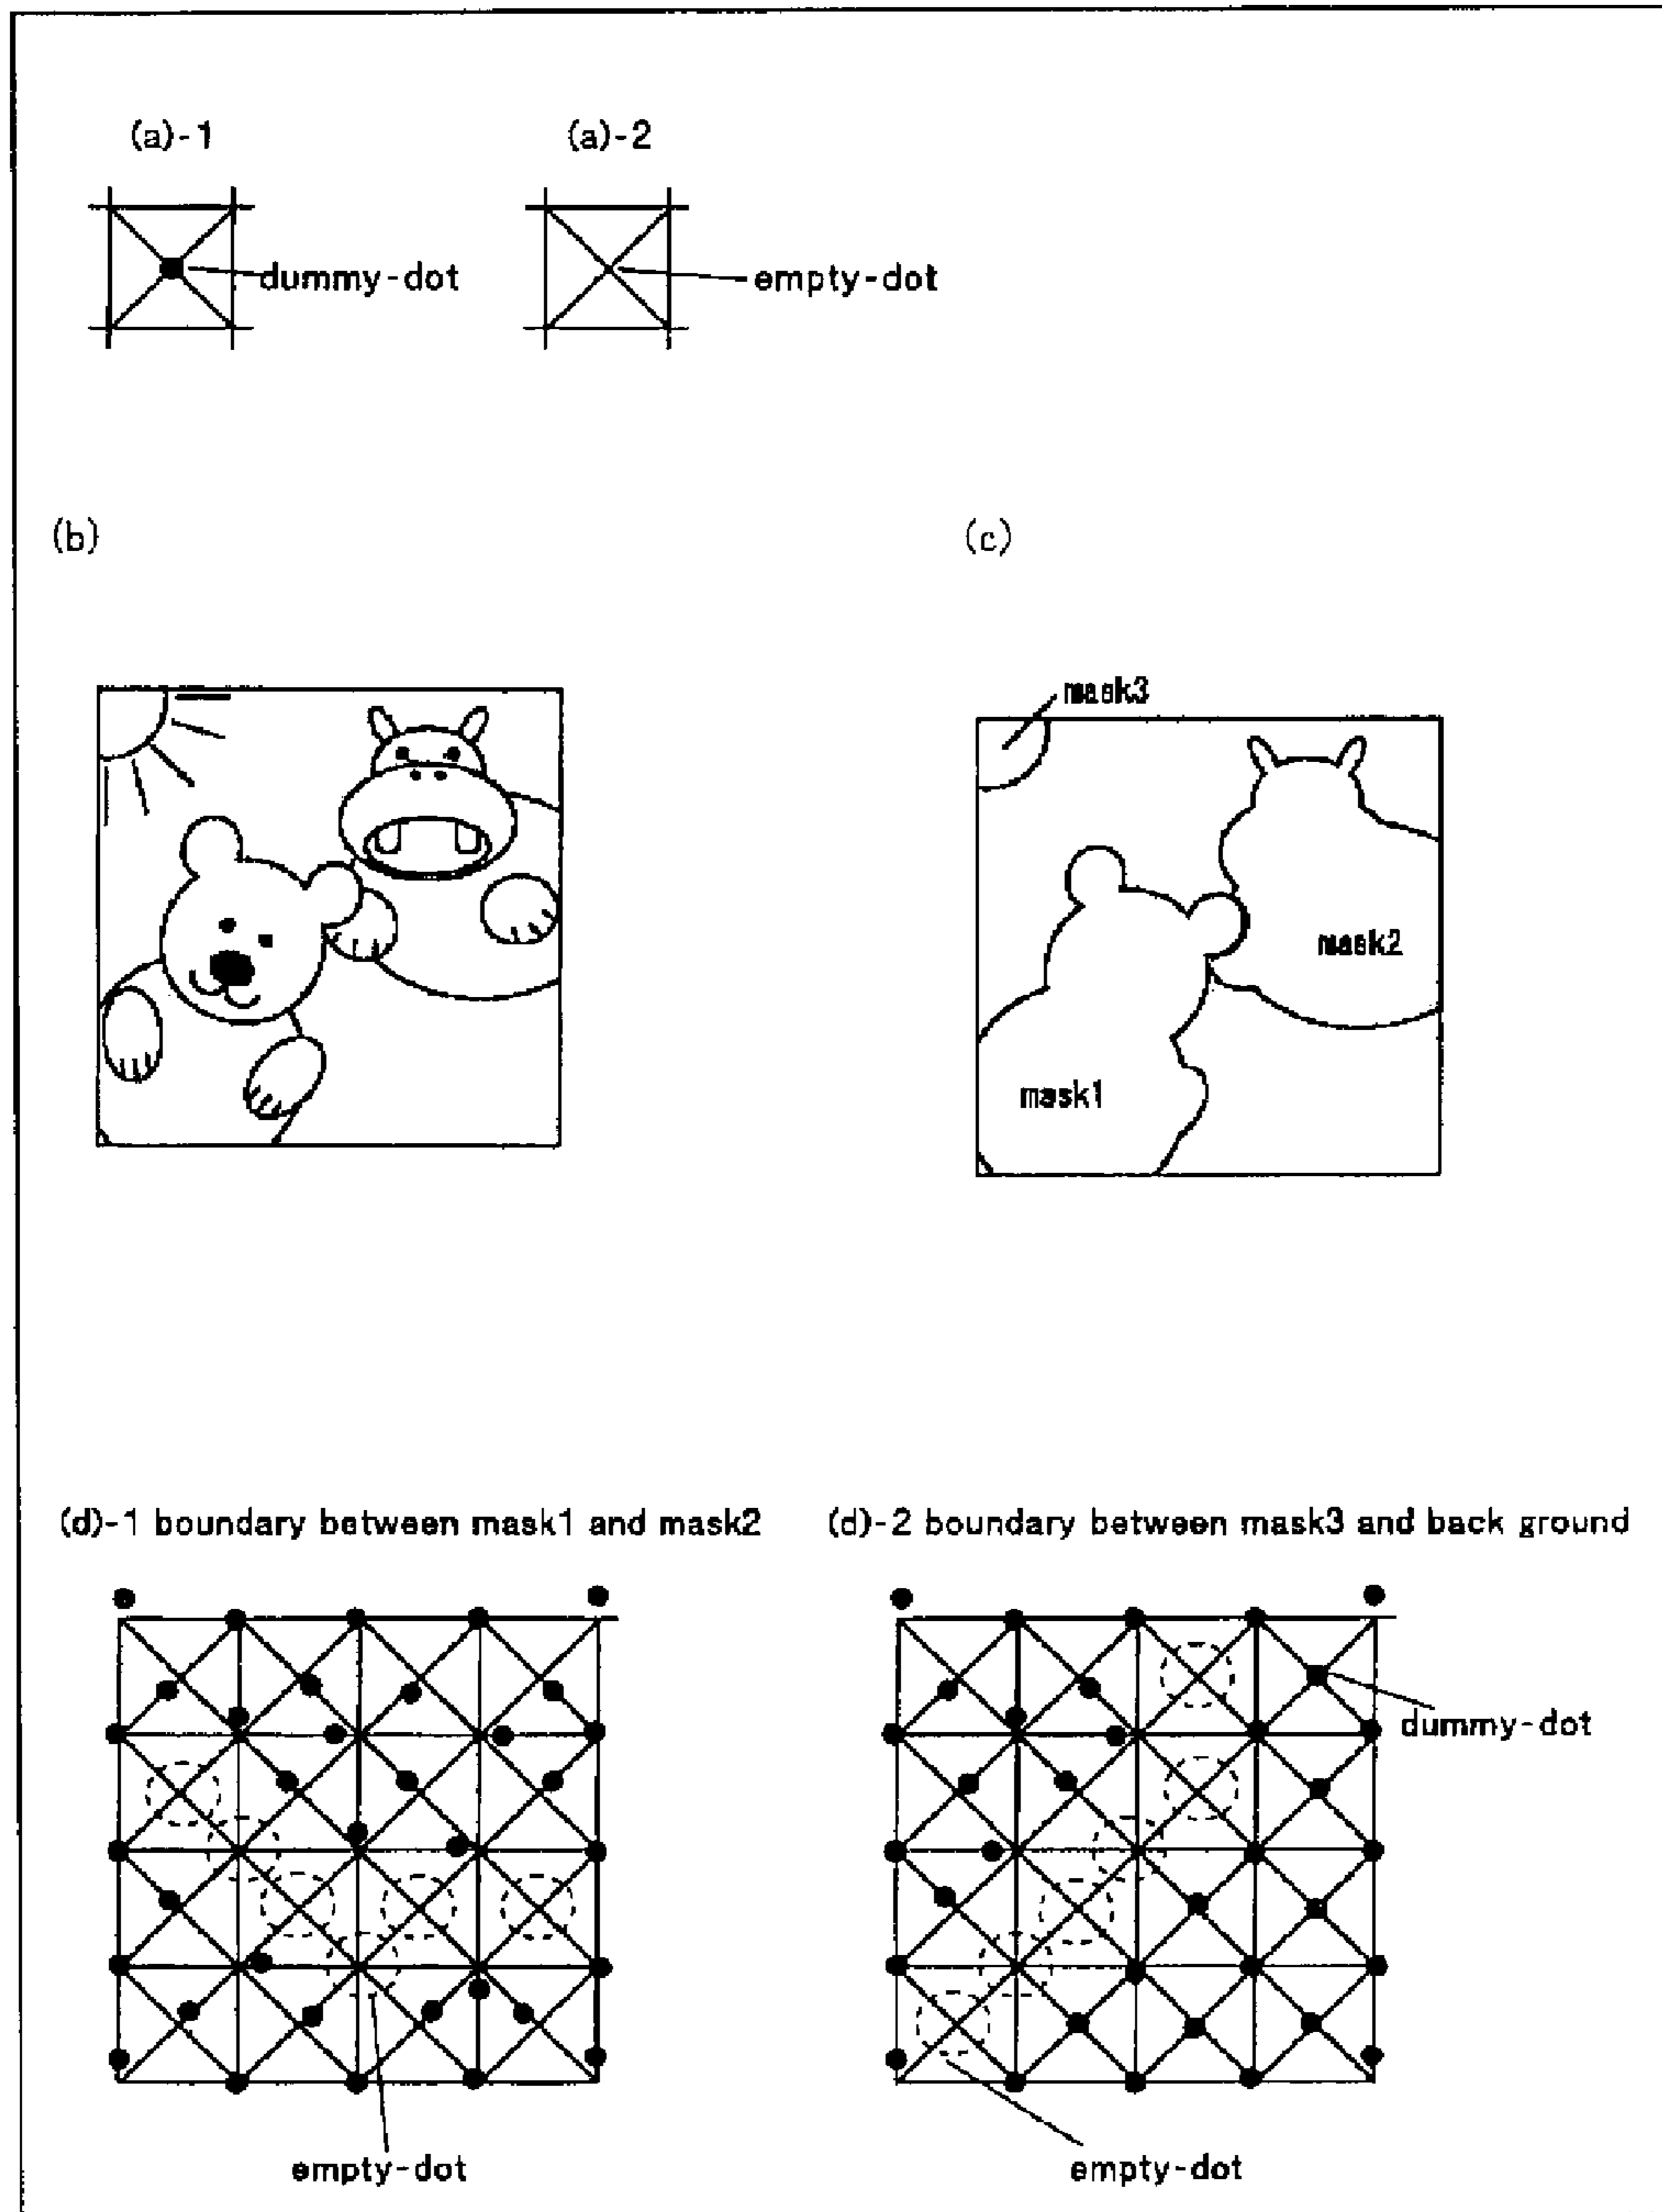 (a)-1
(a)-2
dummy-dot
empty-dot
(b)
(c)
mask3
mask2
mask1
(d)-1 boundary between mask1 and mask2
(d)-2 boundary between mask3 and back ground
dummy-dot
empty-dot
empty-dot